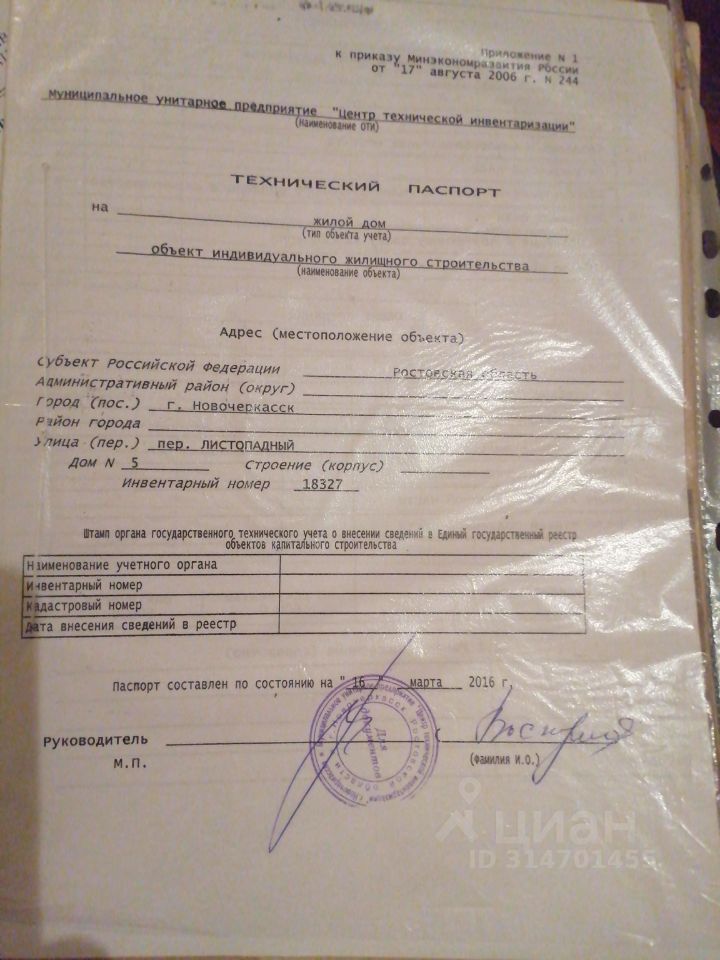 Приложение N 1
к приказу Минэкономразвития России
от "17" августа 2006 г. N 244
Муниципальное унитарное предприятие "Центр технической инвентаризации"
(наименование ОТИ)
ТЕХНИЧЕСКИЙ ПАСПОРТ
на жилой дом
(тип объекта учета)
объект индивидуального жилищного строительства
(наименование объекта)
Адрес (местоположение объекта)
Субъект Российской Федерации Ростовская область
Административный район (округ)
Город (пос.) г. Новочеркасск
Район города
Улица (пер.) пер. ЛИСТОПАДНЫЙ
Дом N 5 Строение (корпус)
Инвентарный номер 18327
Штамп органа государственного технического учета о внесении сведений в Единый государственный реестр
объектов капитального строительства
Наименование учетного органа
Инвентарный номер
Кадастровый номер
Дата внесения сведений в реестр
Паспорт составлен по состоянию на "16" марта 2016 г.
Руководитель (
М.П. (Фамилия И.О.)
Для
документов
циан
ID 314701455